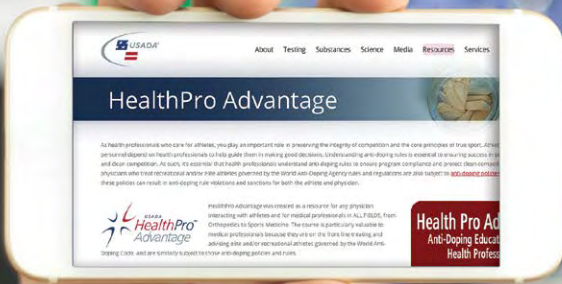 USADA
About Testing Substances Science Media Resources Services
HealthPro Advantage
As health professionals who care for athletes, you play an important role in preserving the integrity of competition and the core principles of true sport. Athlete
personnel depend on health professionals to help guide them in making good decisions. Understanding anti-doping rules is essential to ensuring success in
and clean competition. As such, it's essential that health professionals understand anti-doping rules to ensure program compliance and protect clean
physicians who treat recreational and/or elite athletes governed by the World Anti-Doping Agency rules and regulations are also subject to anti-doping policies
these policies can result in anti-doping rule violations and sanctions for both the athlete and physician.
USADA
HealthPro™
Advantage
HealthPro Advantage was created as a resource for any physician
interacting with athletes and for medical professionals in ALL FIELDS, from
Orthopedics to Sports Medicine. The course is particularly valuable to
medical professionals because they are on the front line treating and
advising elite and/or recreational athletes governed by the World Anti-
Doping Code, and are similarly subject to those anti-doping policies and rules.
Health Pro Ad
Anti-Doping Educat
Health Profess